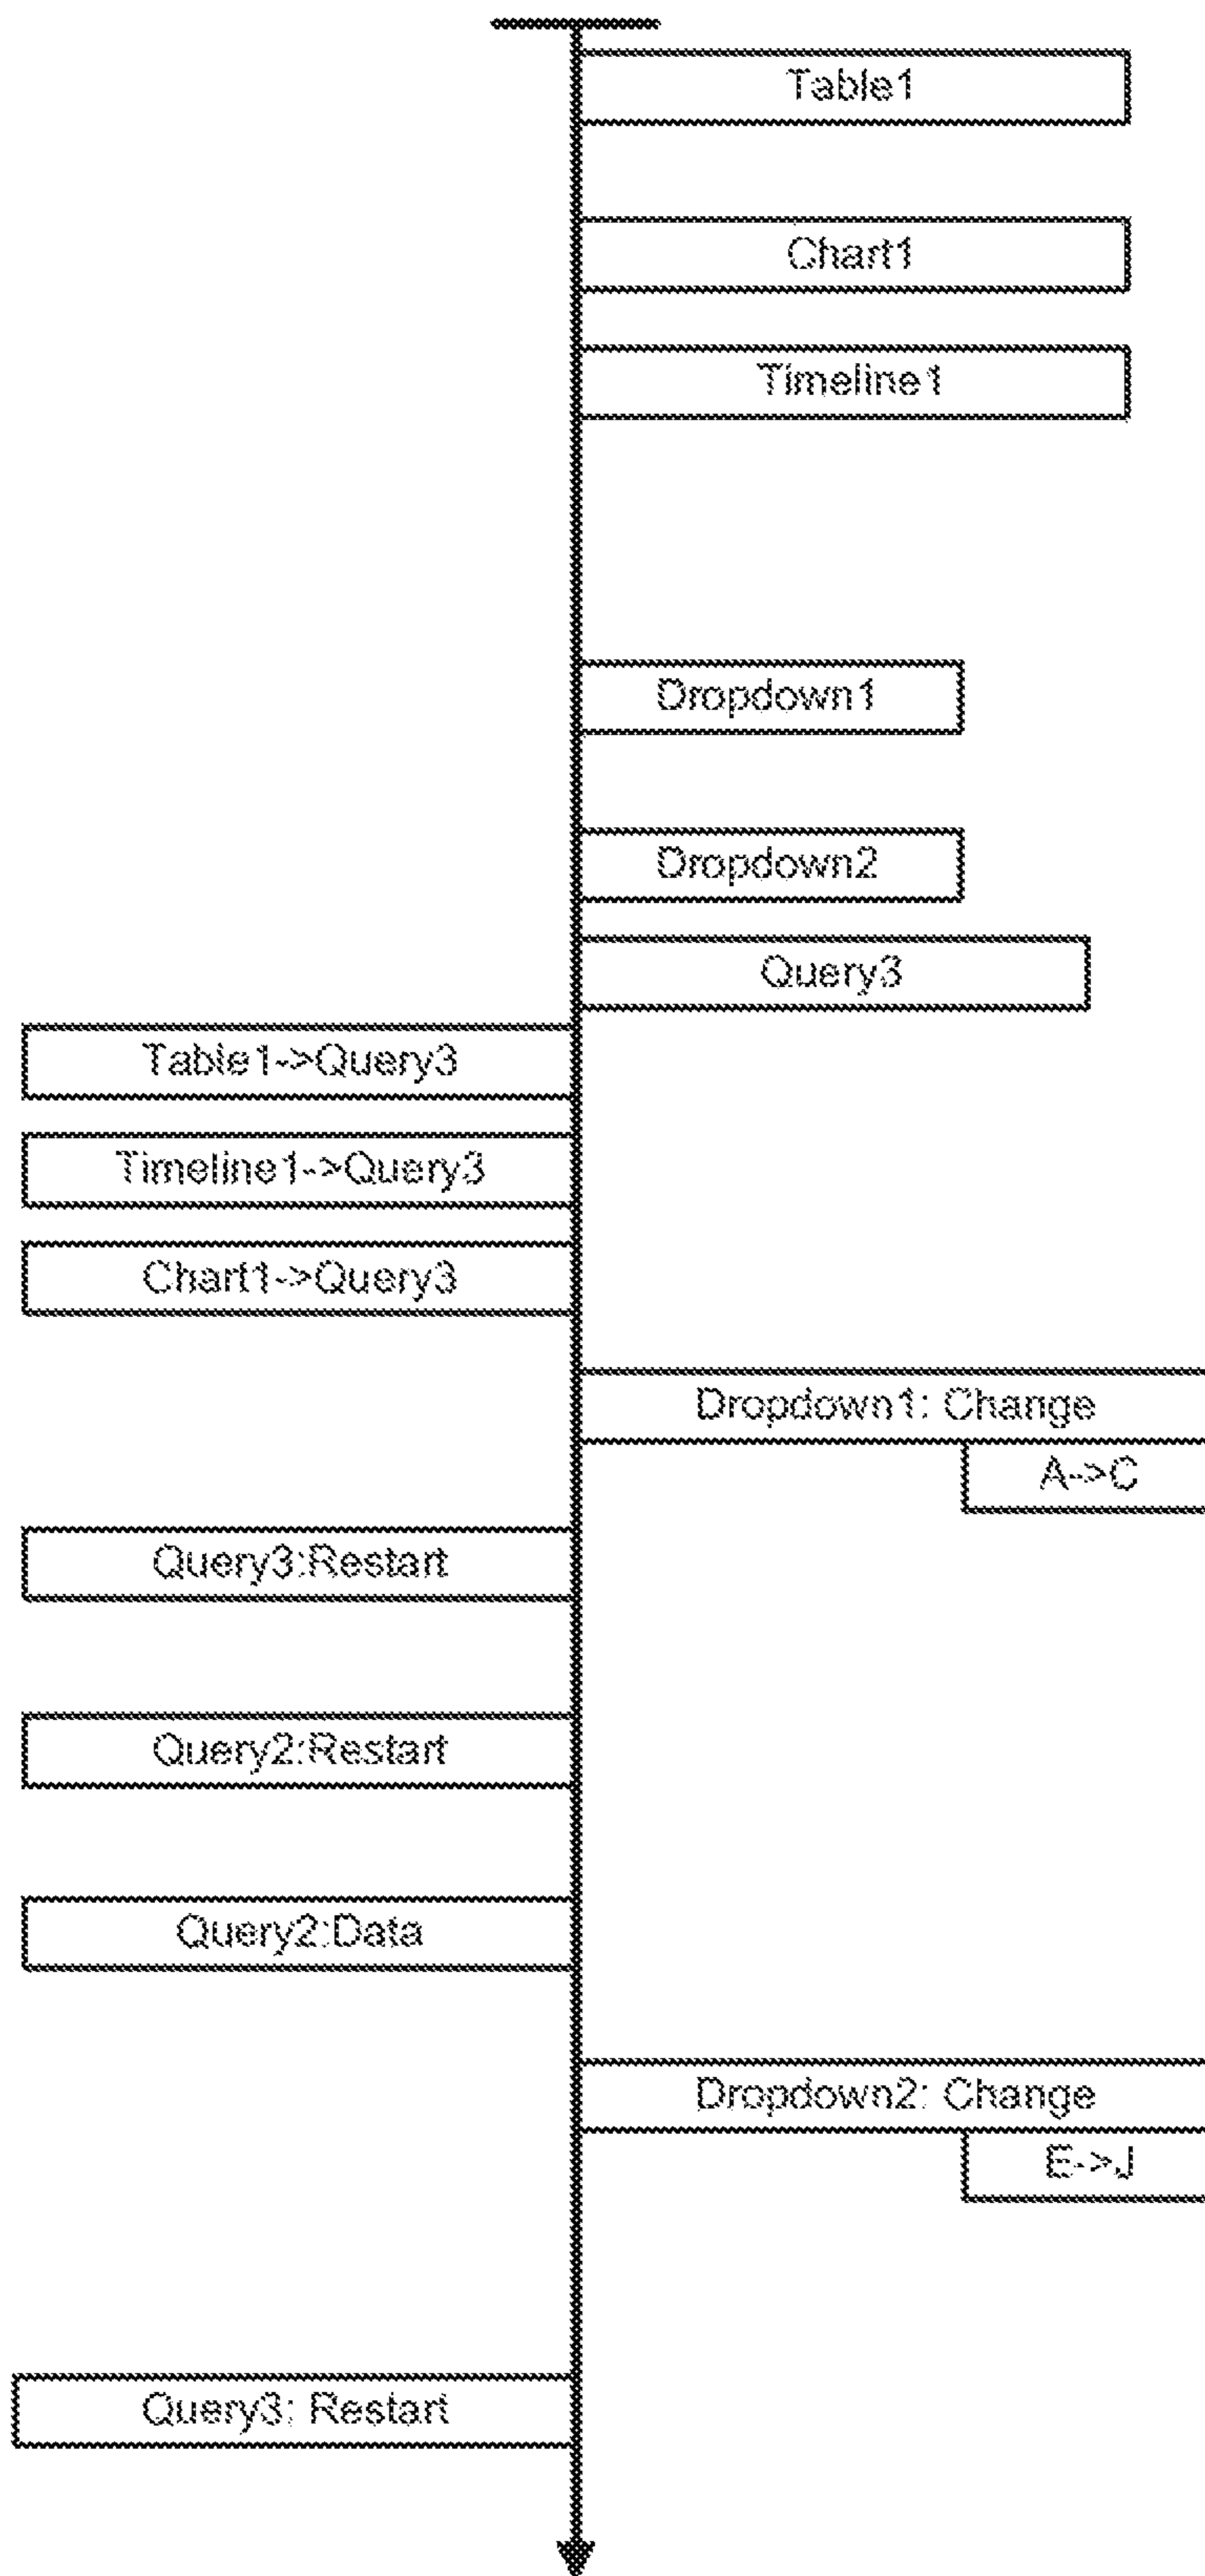 Table1
Chart1
Timeline1
Dropdown1
Dropdown2
Query3
Table1->Query3
Timeline1->Query3
Chart1->Query3
Dropdown1: Change
A->C
Query3:Restart
Query2:Restart
Query2:Data
Dropdown2: Change
E->J
Query3: Restart